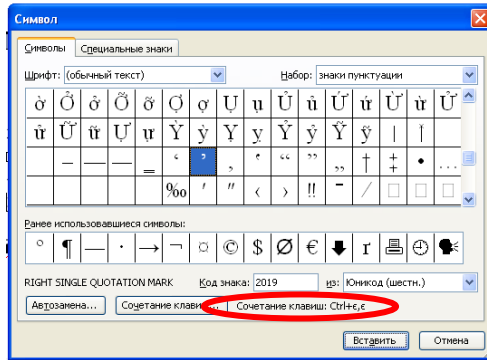 Символ
Символы Специальные знаки
Шрифт: (обычный текст) Набор: знаки пунктуации
ờ Ở ở Ỡ ỡ Ợ ợ Ụ ụ Ủ ủ Ứ ứ Ừ ừ Ử
ử Ữ ữ Ự ự Ỳ ỳ Ỵ ỵ Ỷ ỷ Ỹ ỹ
– — ― ‗ ‘ ’ ‚ ‛ “ ” „ † ‡ • …
‰ ′ ″ ‹ › ‼ ‾ ⁄
Ранее использовавшиеся символы:
° ¶ — · → ¬ ¤ © $ Ø € 🡇 r
RIGHT SINGLE QUOTATION MARK Код знака: 2019 из: Юникод (шестн.)
Автозамена... Сочетание клави... Сочетание клавиш: Ctrl+є,є
Вставить Отмена